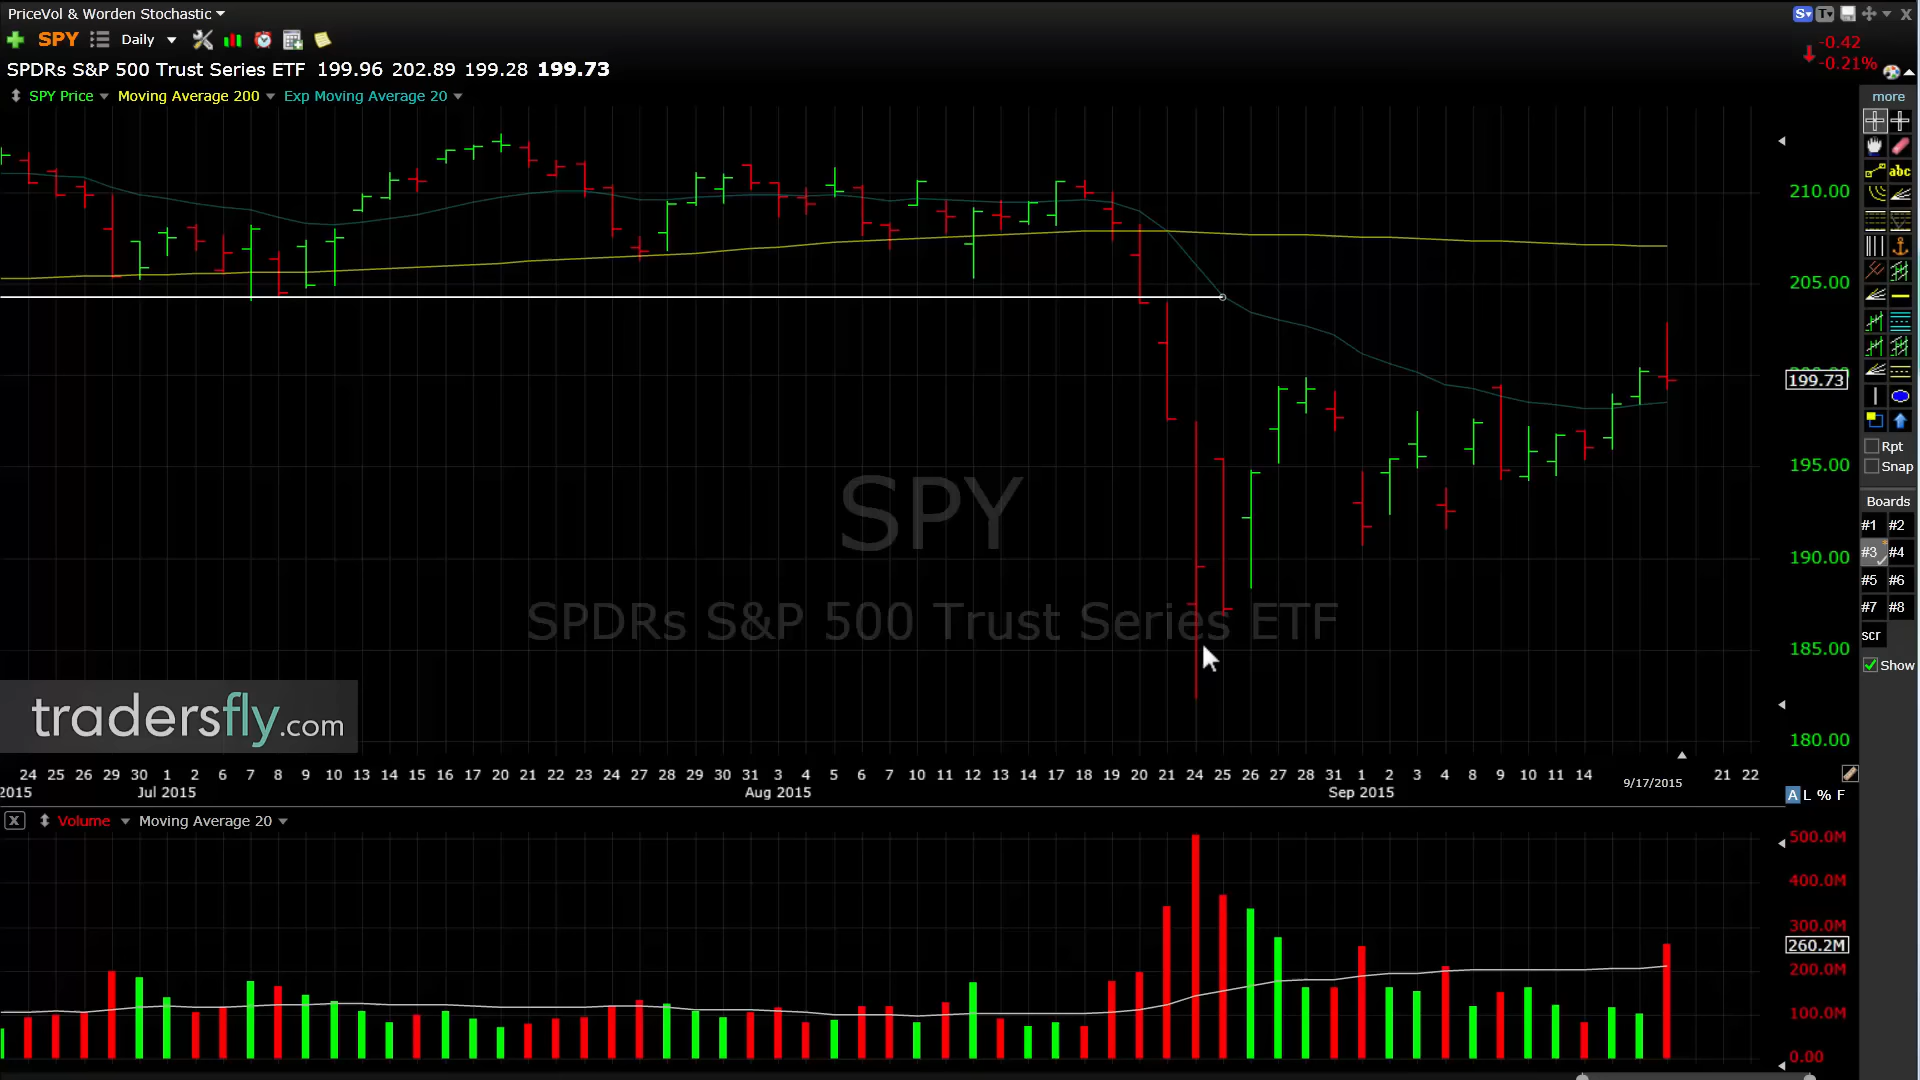 PriceVol & Worden Stochastic
SPY Daily
SPDRs S&P 500 Trust Series ETF 199.96 202.89 199.28 199.73
SPY Price Moving Average 200 Exp Moving Average 20
S T X
-0.42
-0.21%
more
abc
Rpt
Snap
Boards
#1 #2
#3 #4
#5 #6
#7 #8
scr
Show
210.00
205.00
199.73
195.00
190.00
185.00
180.00
SPY
SPDRs S&P 500 Trust Series ETF
tradersfly.com
24 25 26 29 30 1 2 6 7 8 9 10 13 14 15 16 17 20 21 22 23 24 27 28 29 30 31 3 4 5 6 7 10 11 12 13 14 17 18 19 20 21 24 25 26 27 28 31 1 2 3 4 8 9 10 11 14 9/17/2015 21 22
2015 Jul 2015 Aug 2015 Sep 2015
A L % F
X Volume Moving Average 20
500.0M
400.0M
300.0M
260.2M
200.0M
100.0M
0.00